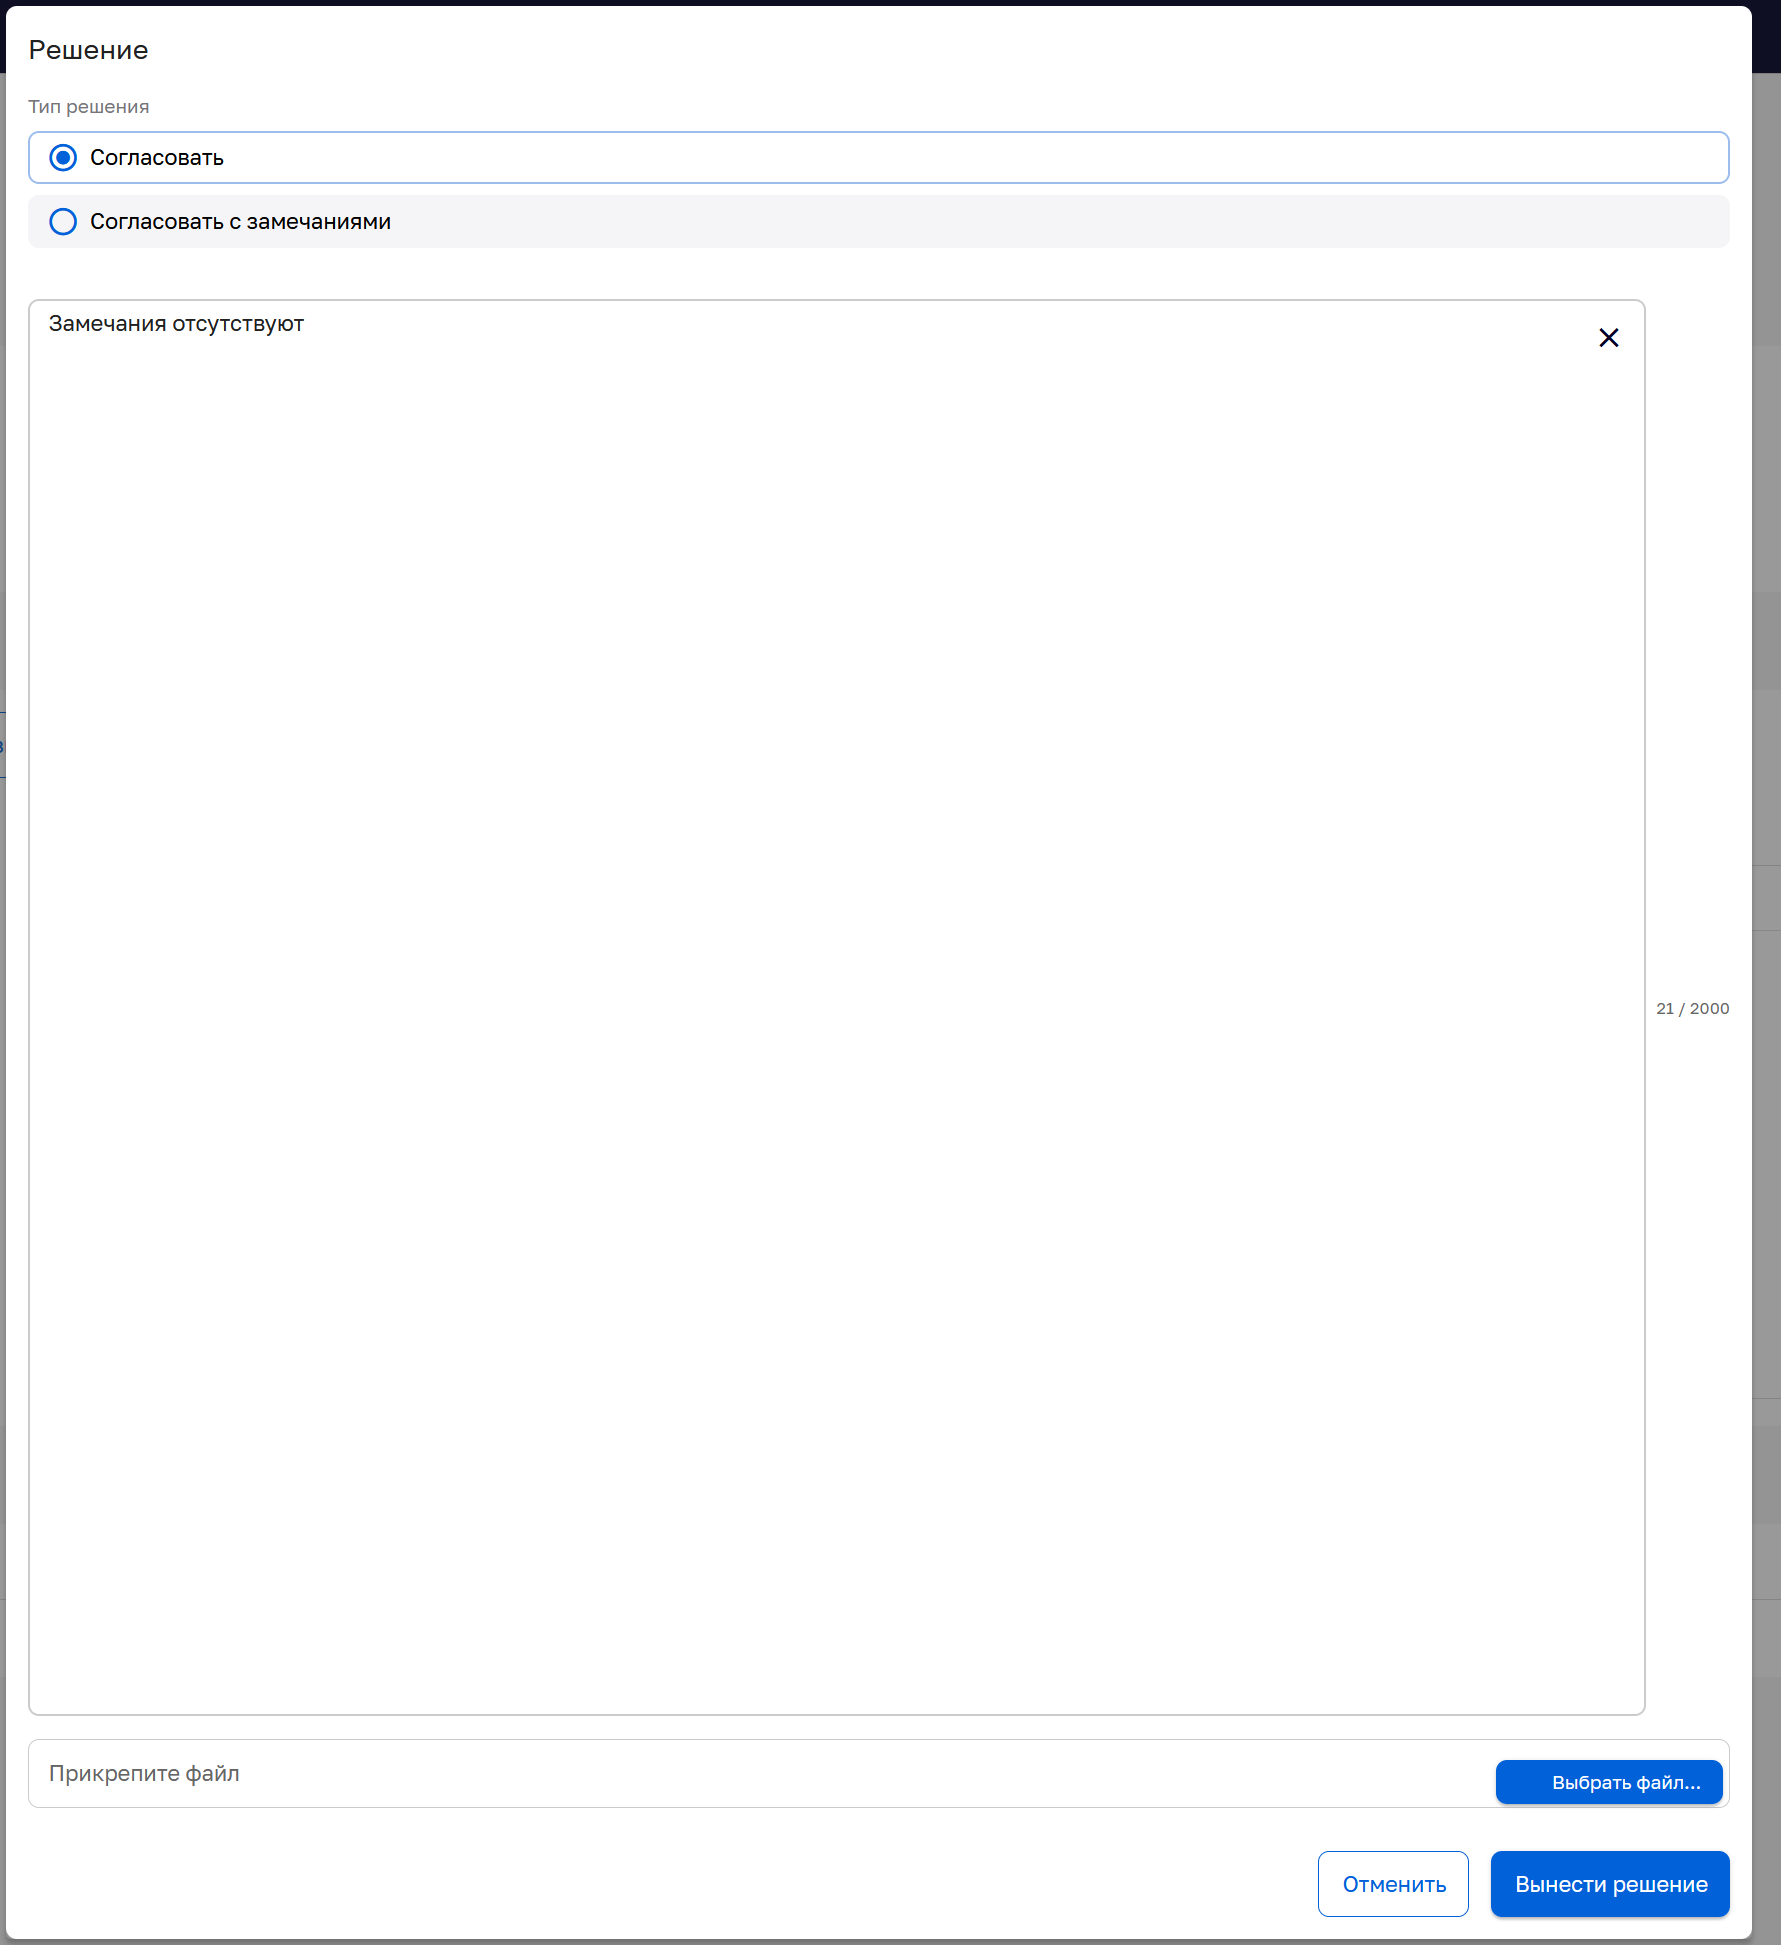 Решение
Тип решения
Согласовать
Согласовать с замечаниями
Замечания отсутствуют
21 / 2000
Прикрепите файл
Выбрать файл...
Отменить
Вынести решение